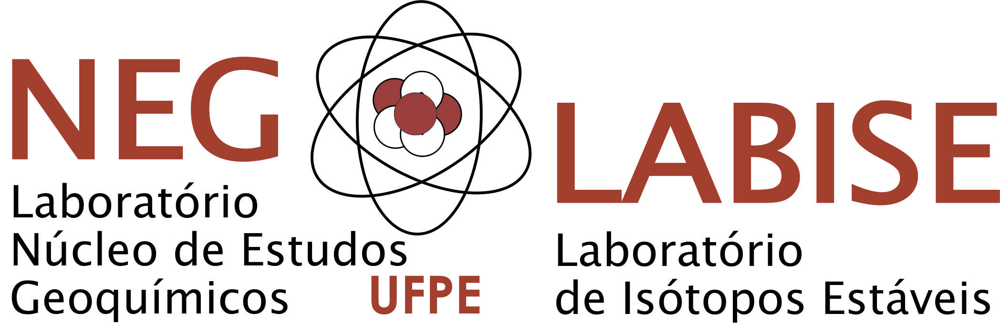 NEG
Laboratório
Núcleo de Estudos
Geoquímicos
UFPE
LABISE
Laboratório
de Isótopos Estáveis